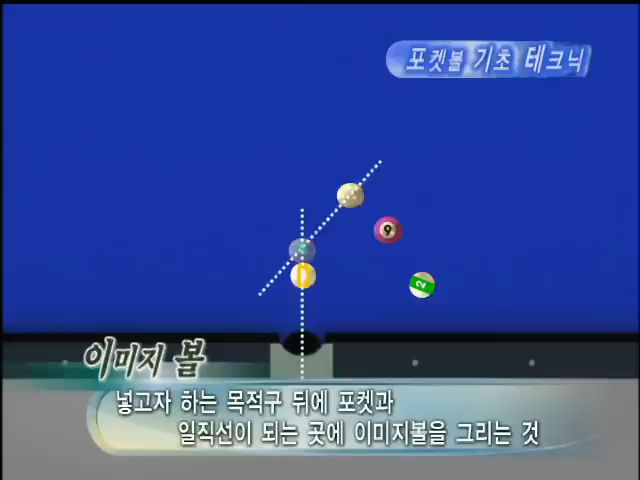 포켓볼 기초 테크닉
9
2
이미지 볼
넣고자 하는 목적구 뒤에 포켓과
일직선이 되는 곳에 이미지볼을 그리는 것